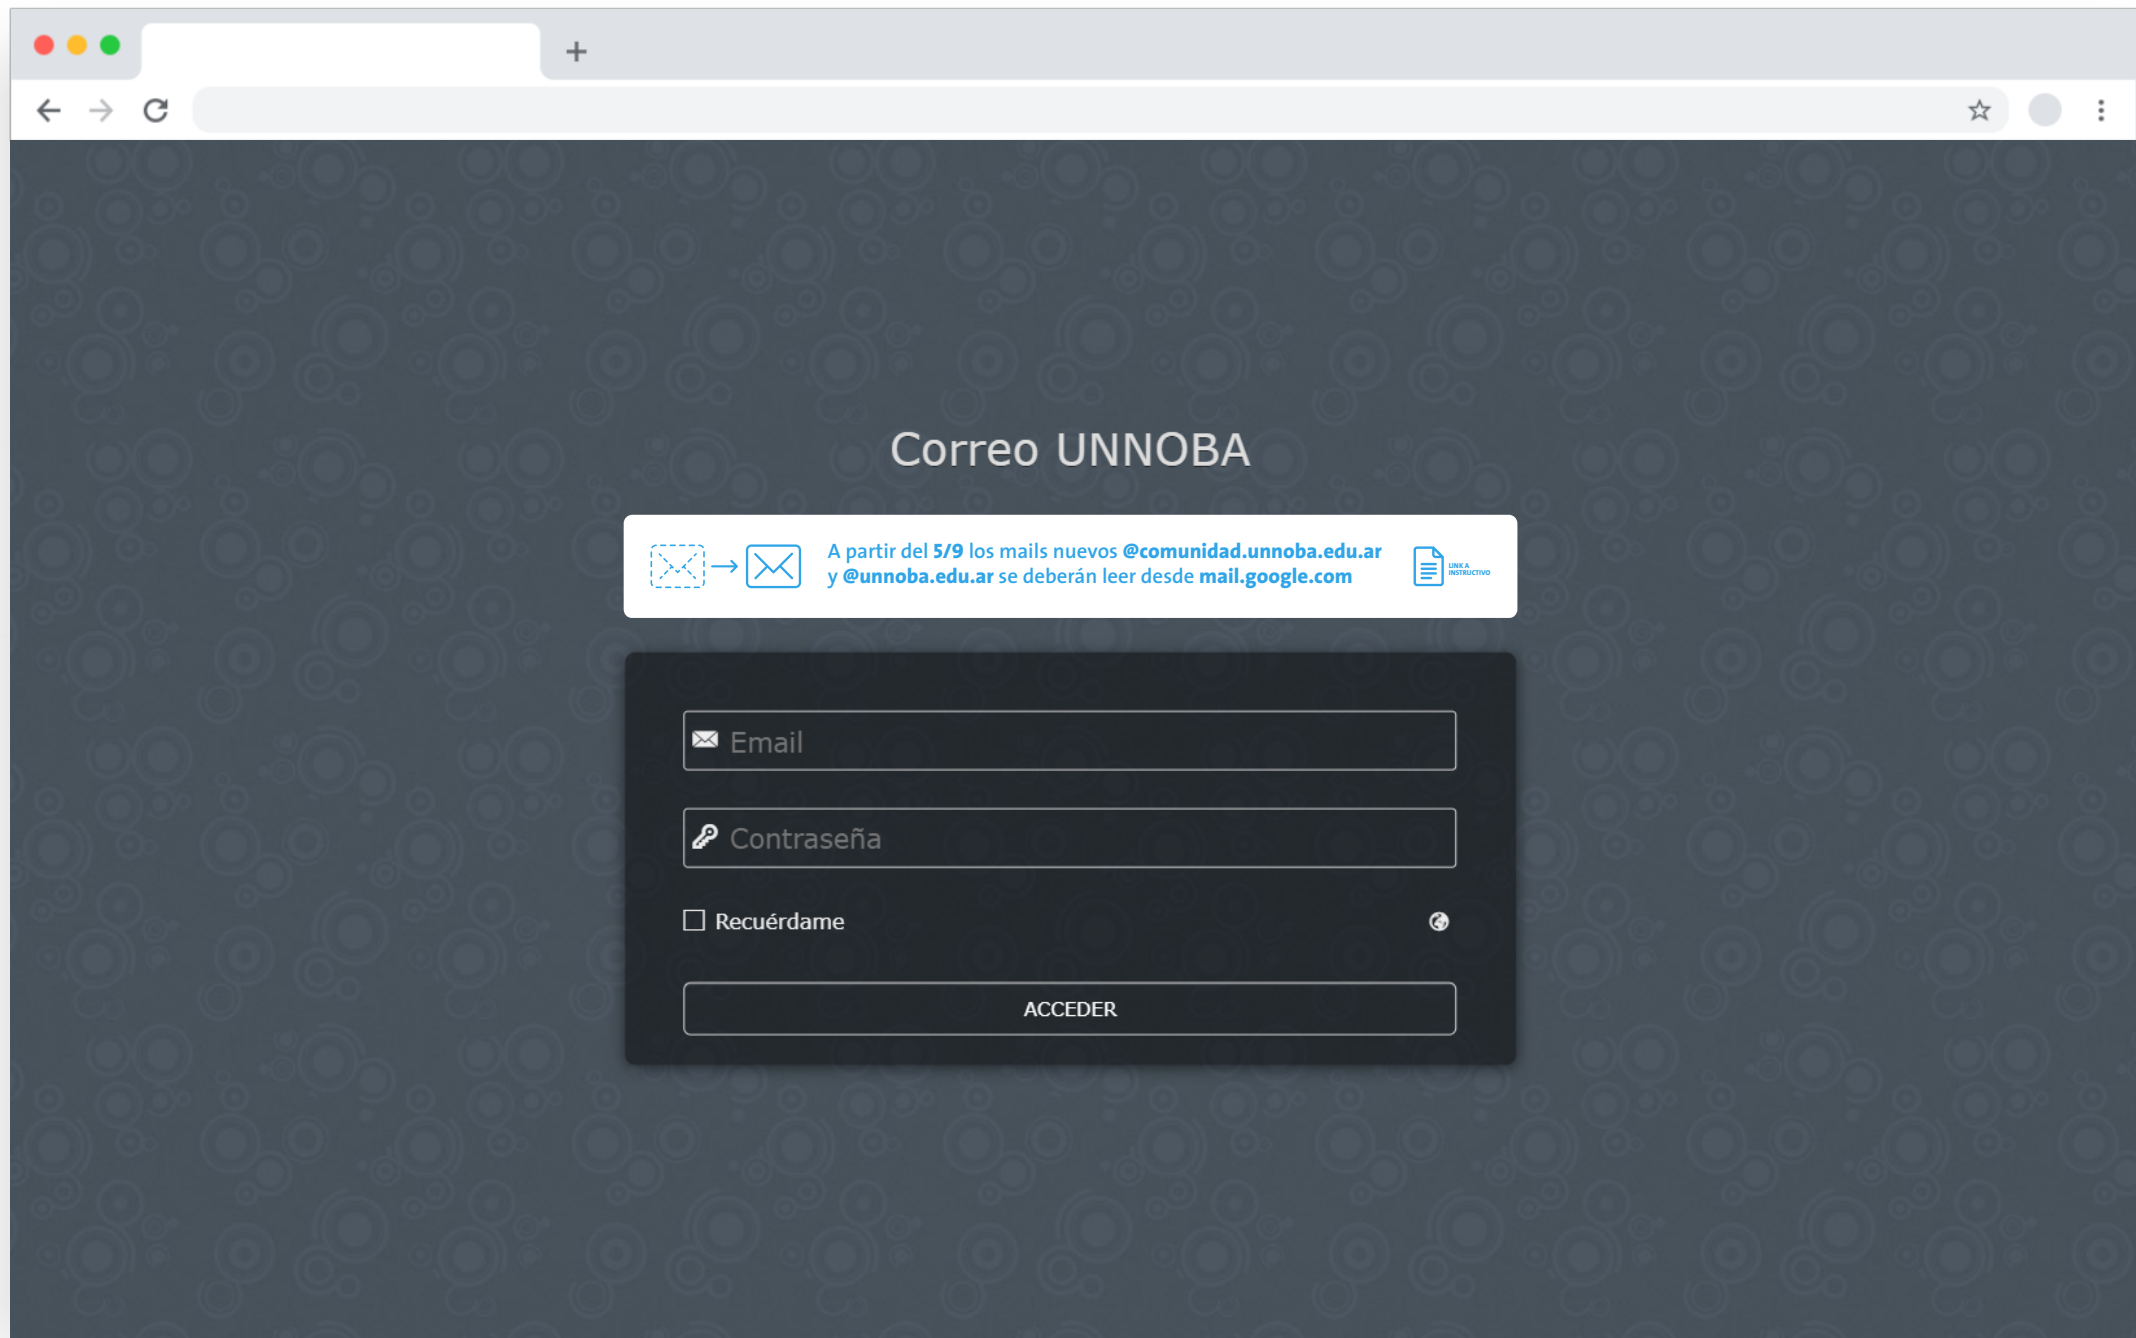 Correo UNNOBA
A partir del 5/9 los mails nuevos @comunidad.unnoba.edu.ar
y @unnoba.edu.ar se deberán leer desde mail.google.com
LINK A
INSTRUCTIVO
Email
Contraseña
Recuérdame
ACCEDER